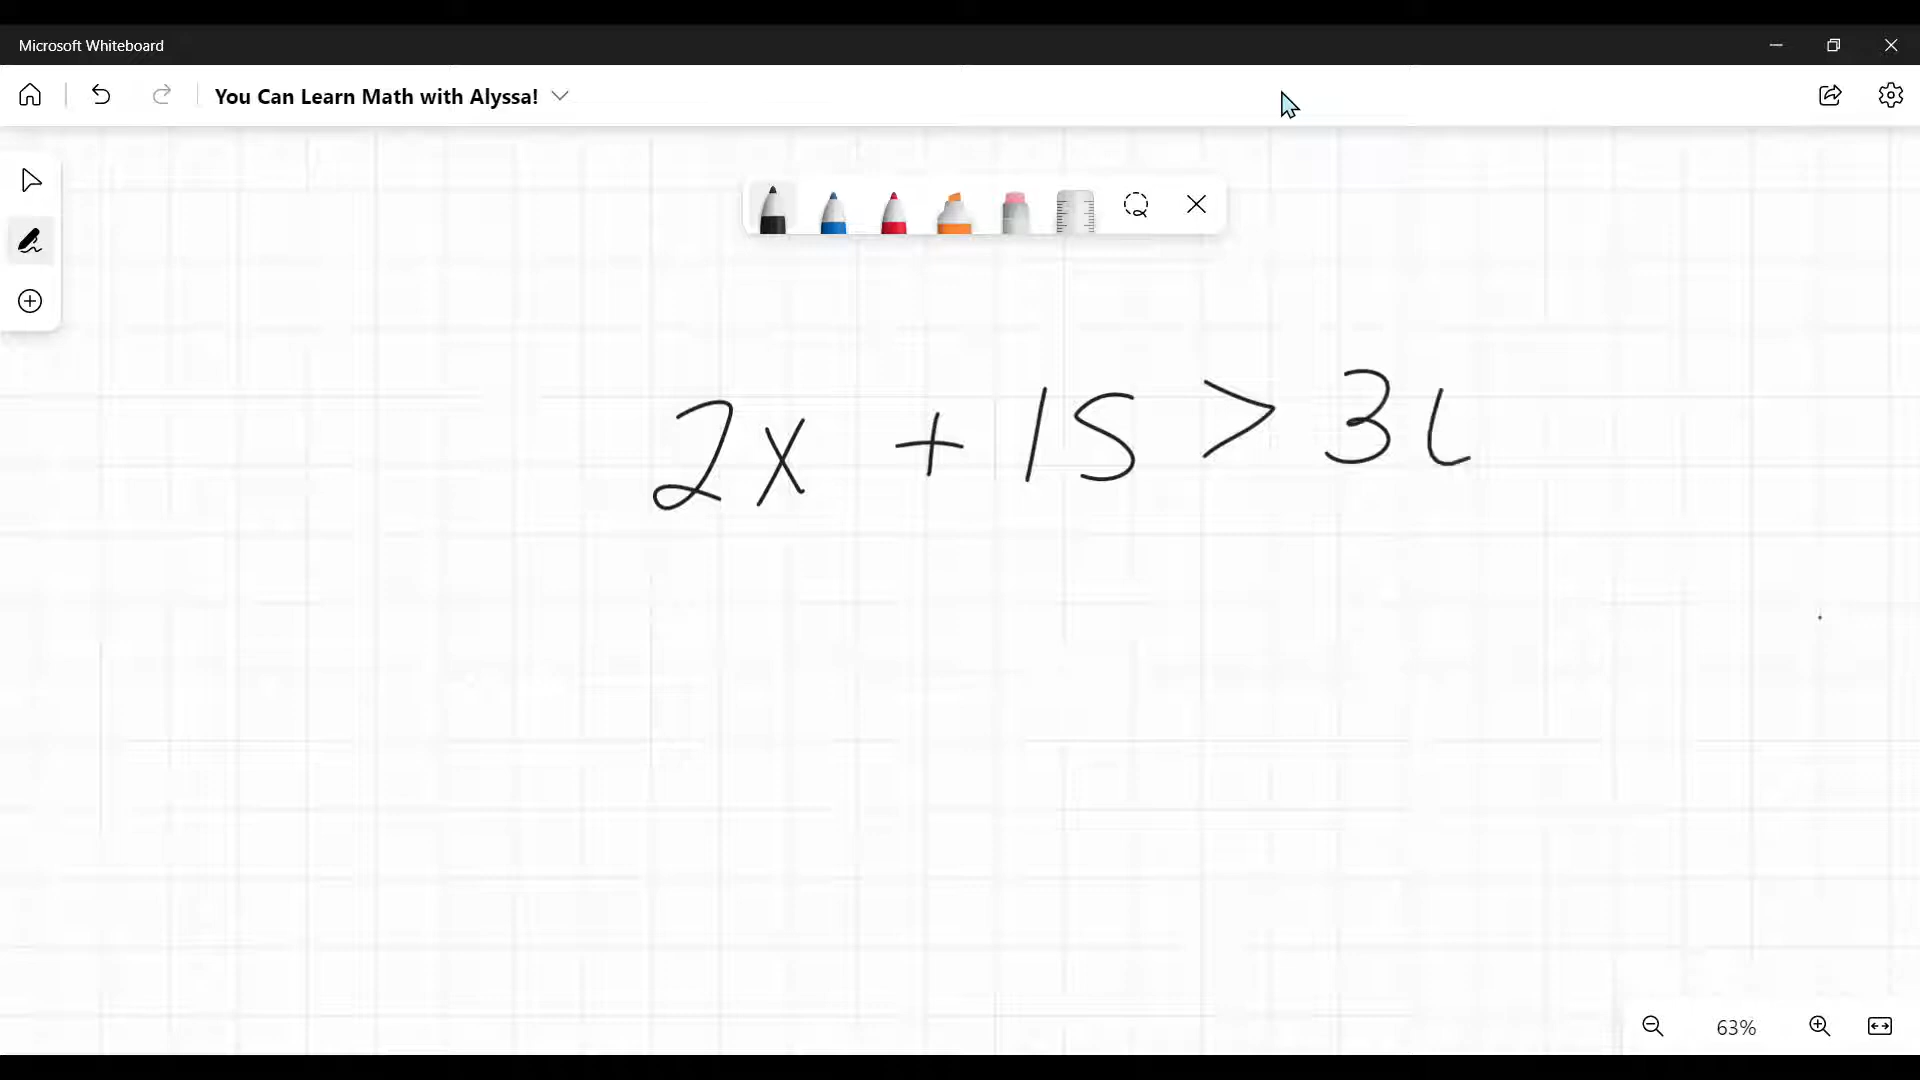 Microsoft Whiteboard
You Can Learn Math with Alyssa!
2x + 15 > 3
63%